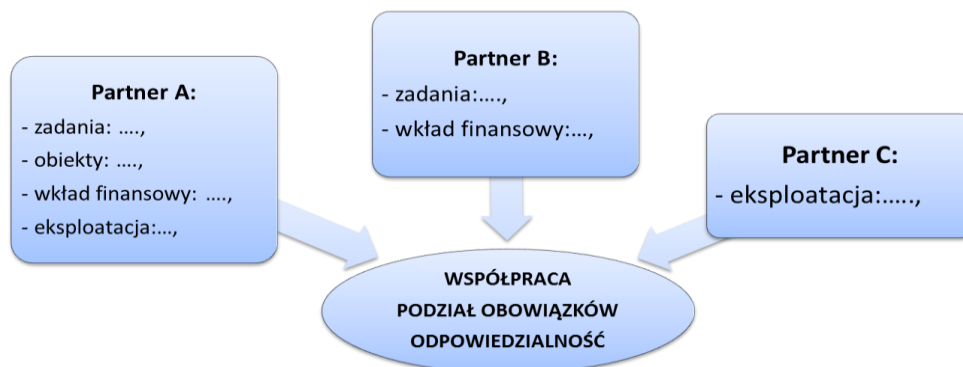 Partner A:
- zadania: ….,
- obiekty: ….,
- wkład finansowy: ….,
- eksploatacja:…,
Partner B:
- zadania:….,
- wkład finansowy:…,
Partner C:
- eksploatacja:…..,
WSPÓŁPRACA
PODZIAŁ OBOWIĄZKÓW
ODPOWIEDZIALNOŚĆ